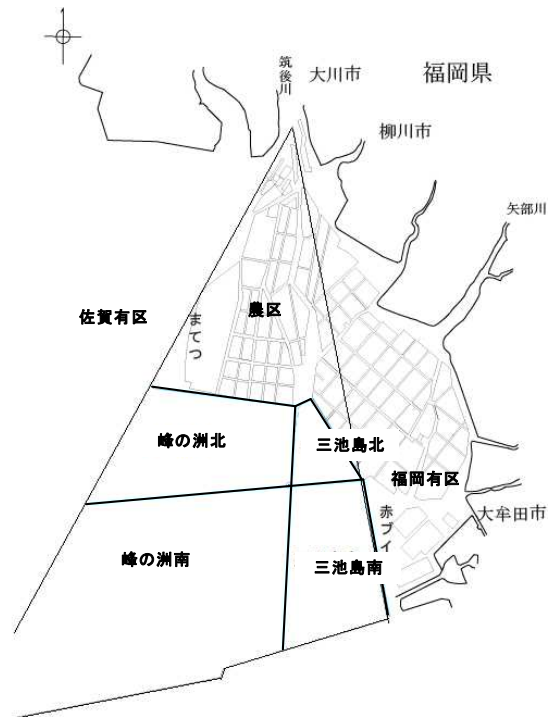 福岡県
大川市
筑後川
柳川市
矢部川
佐賀有区
農区
まてつ
峰の洲北
三池島北
福岡有区
大牟田市
赤ブイ
峰の洲南
三池島南